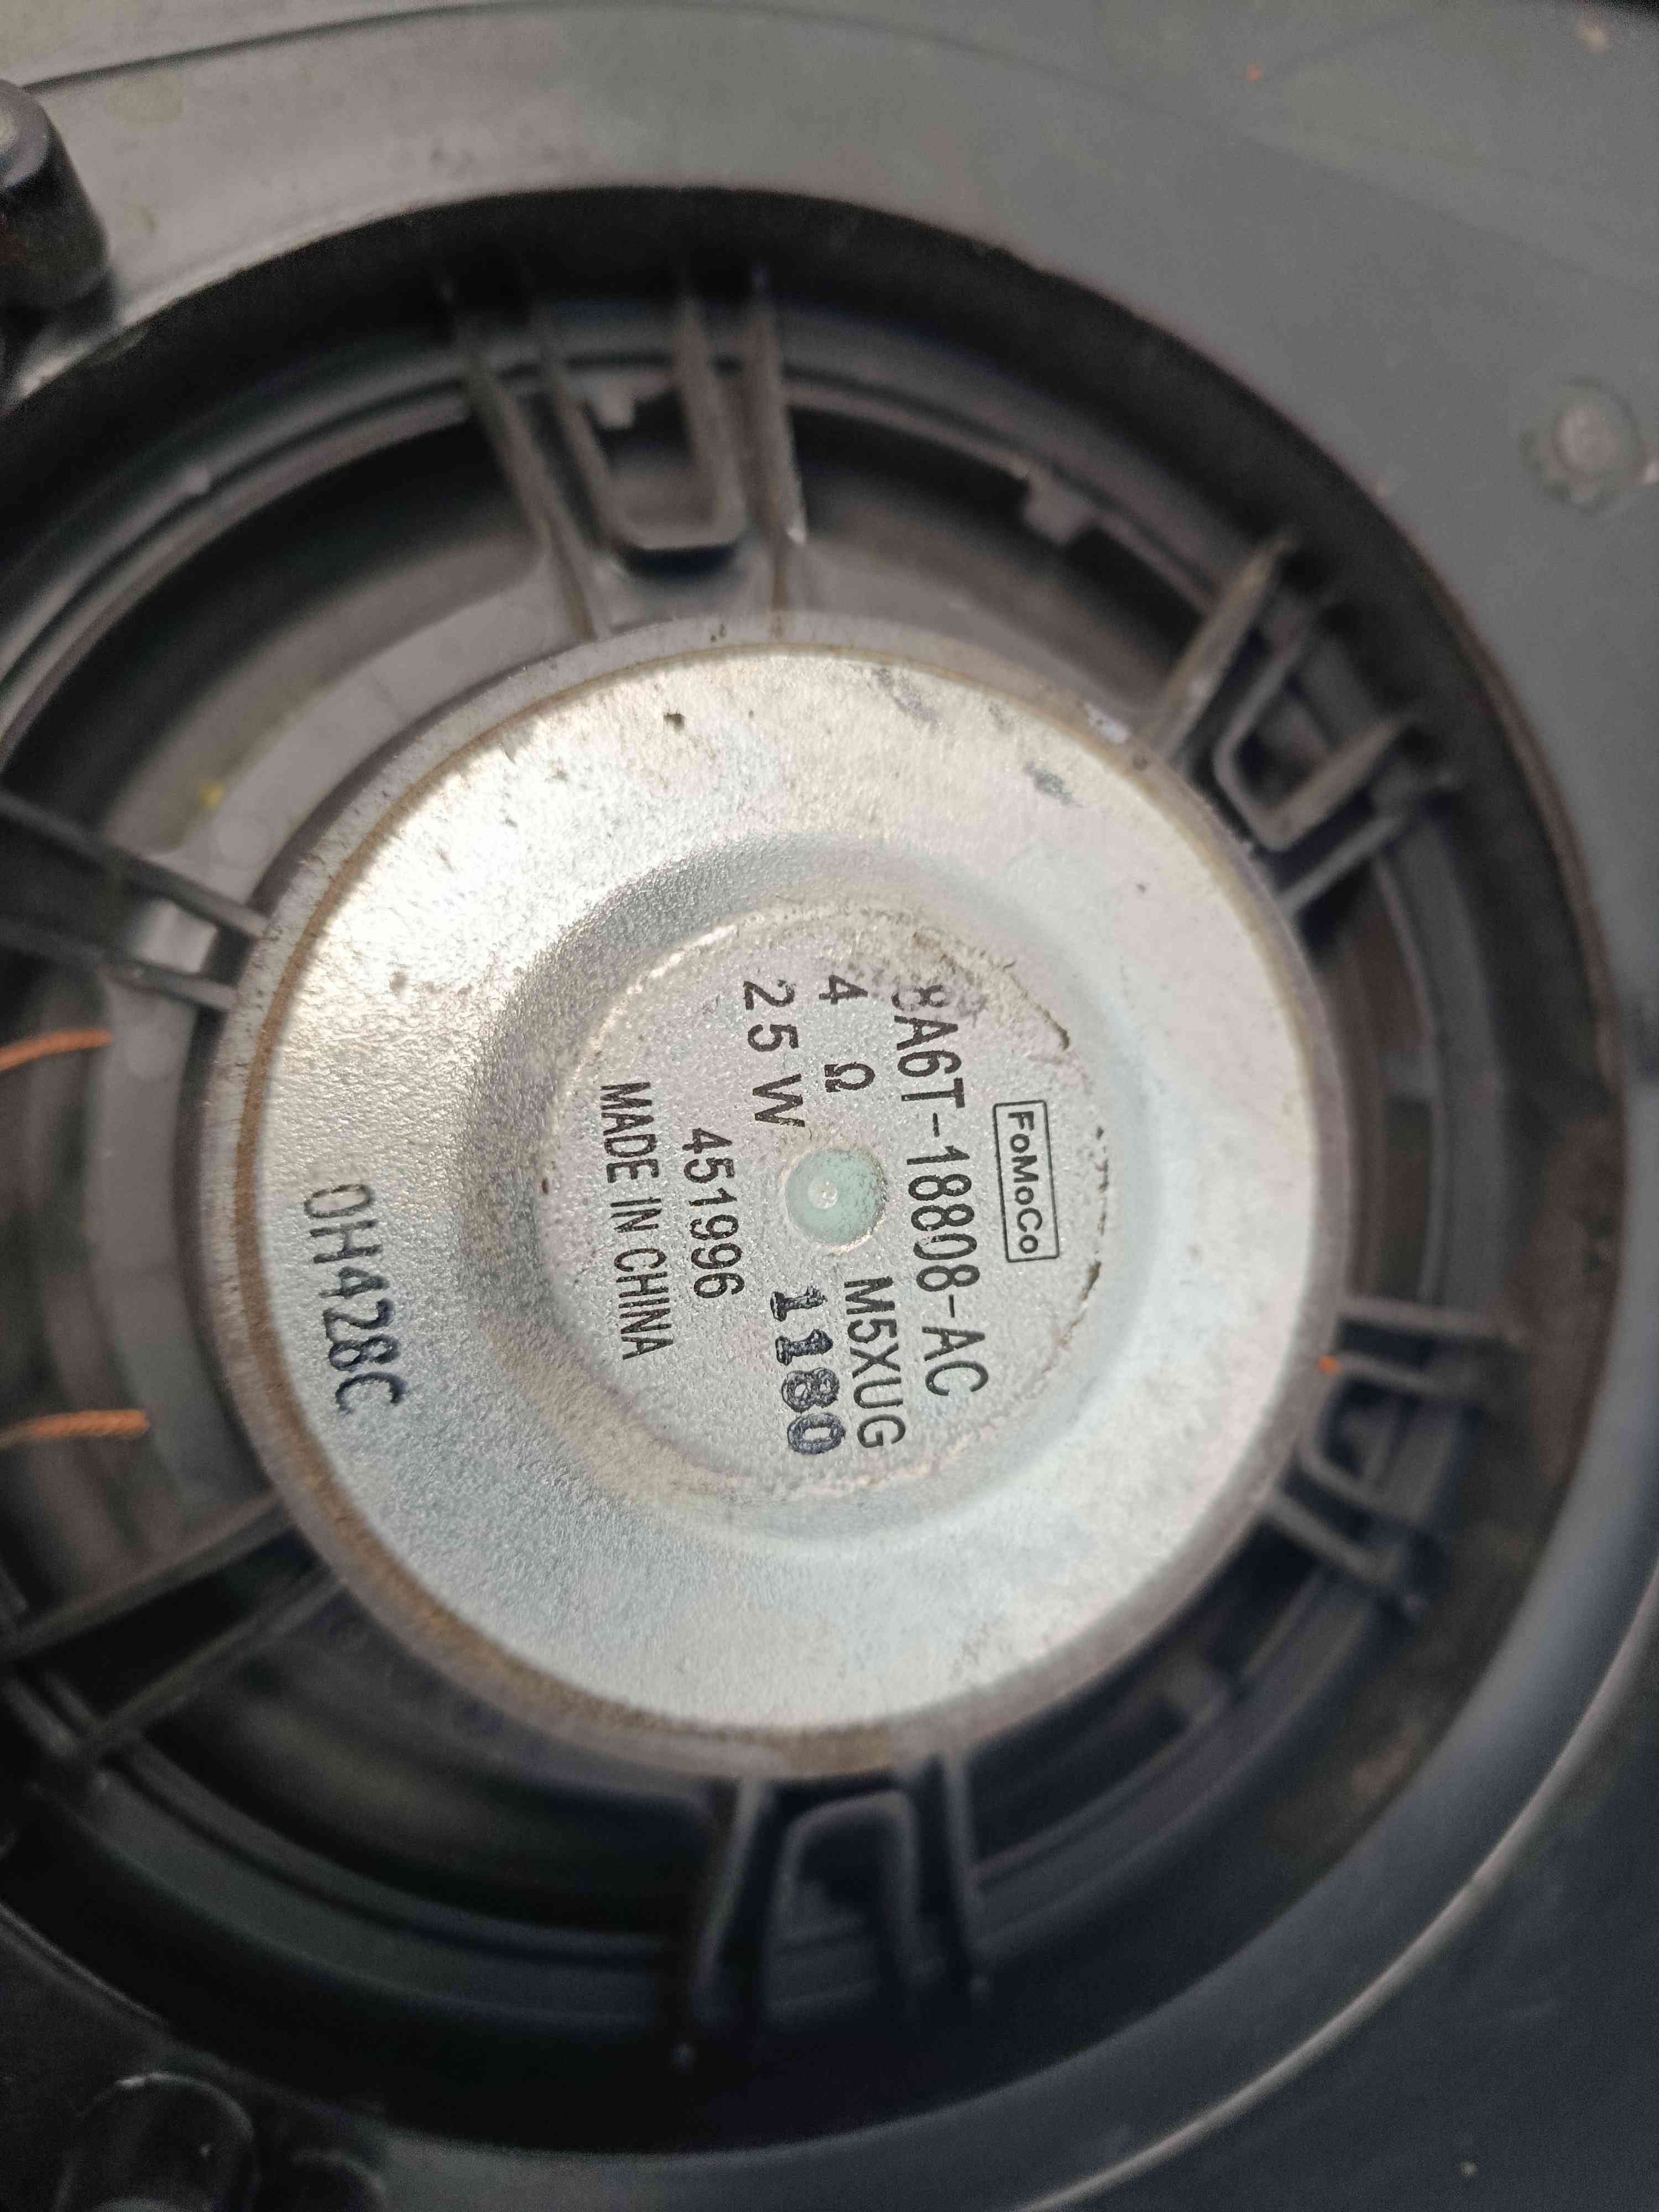 FoMoCo
8A6T-18808-AC
4 Ω M5XUG
25 W 1180
451996
MADE IN CHINA
0H428C